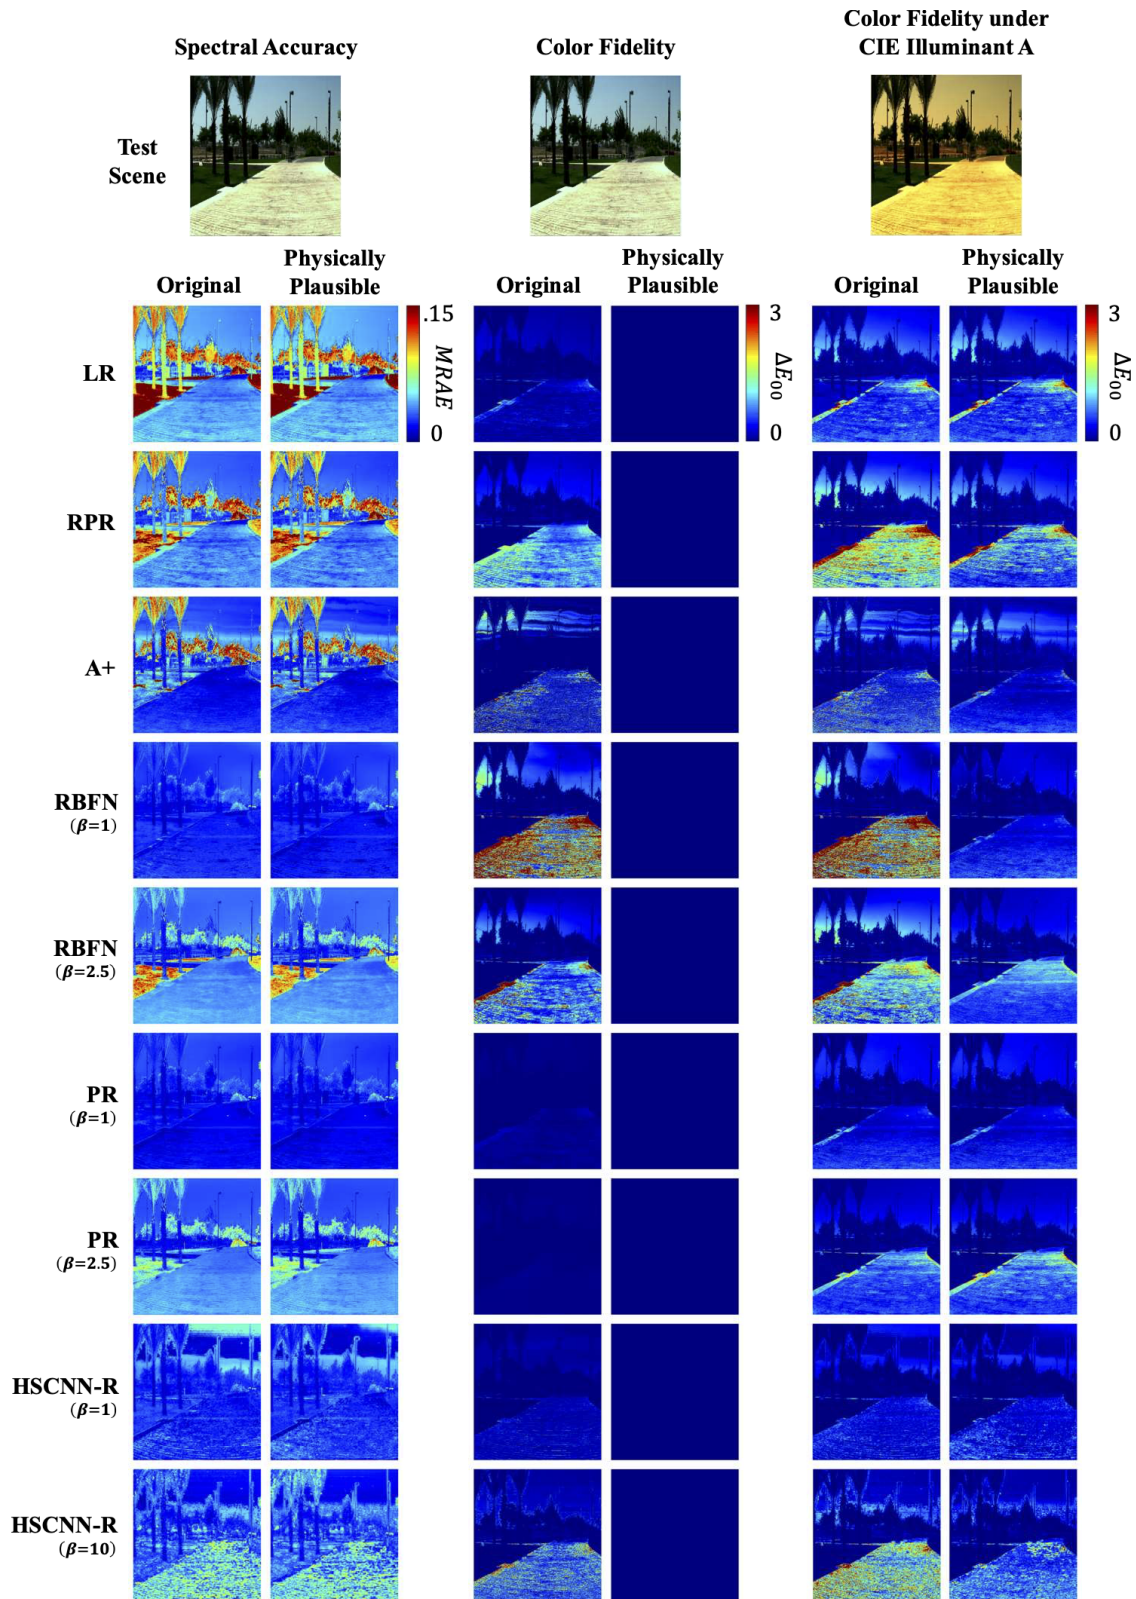 Spectral Accuracy
Color Fidelity
Color Fidelity under
CIE Illuminant A
Test
Scene
Original
Physically
Plausible
Original
Physically
Plausible
Original
Physically
Plausible
LR
.15
MRAE
0
3
ΔE00
0
3
ΔE00
0
RPR
A+
RBFN
(β=1)
RBFN
(β=2.5)
PR
(β=1)
PR
(β=2.5)
HSCNN-R
(β=1)
HSCNN-R
(β=10)